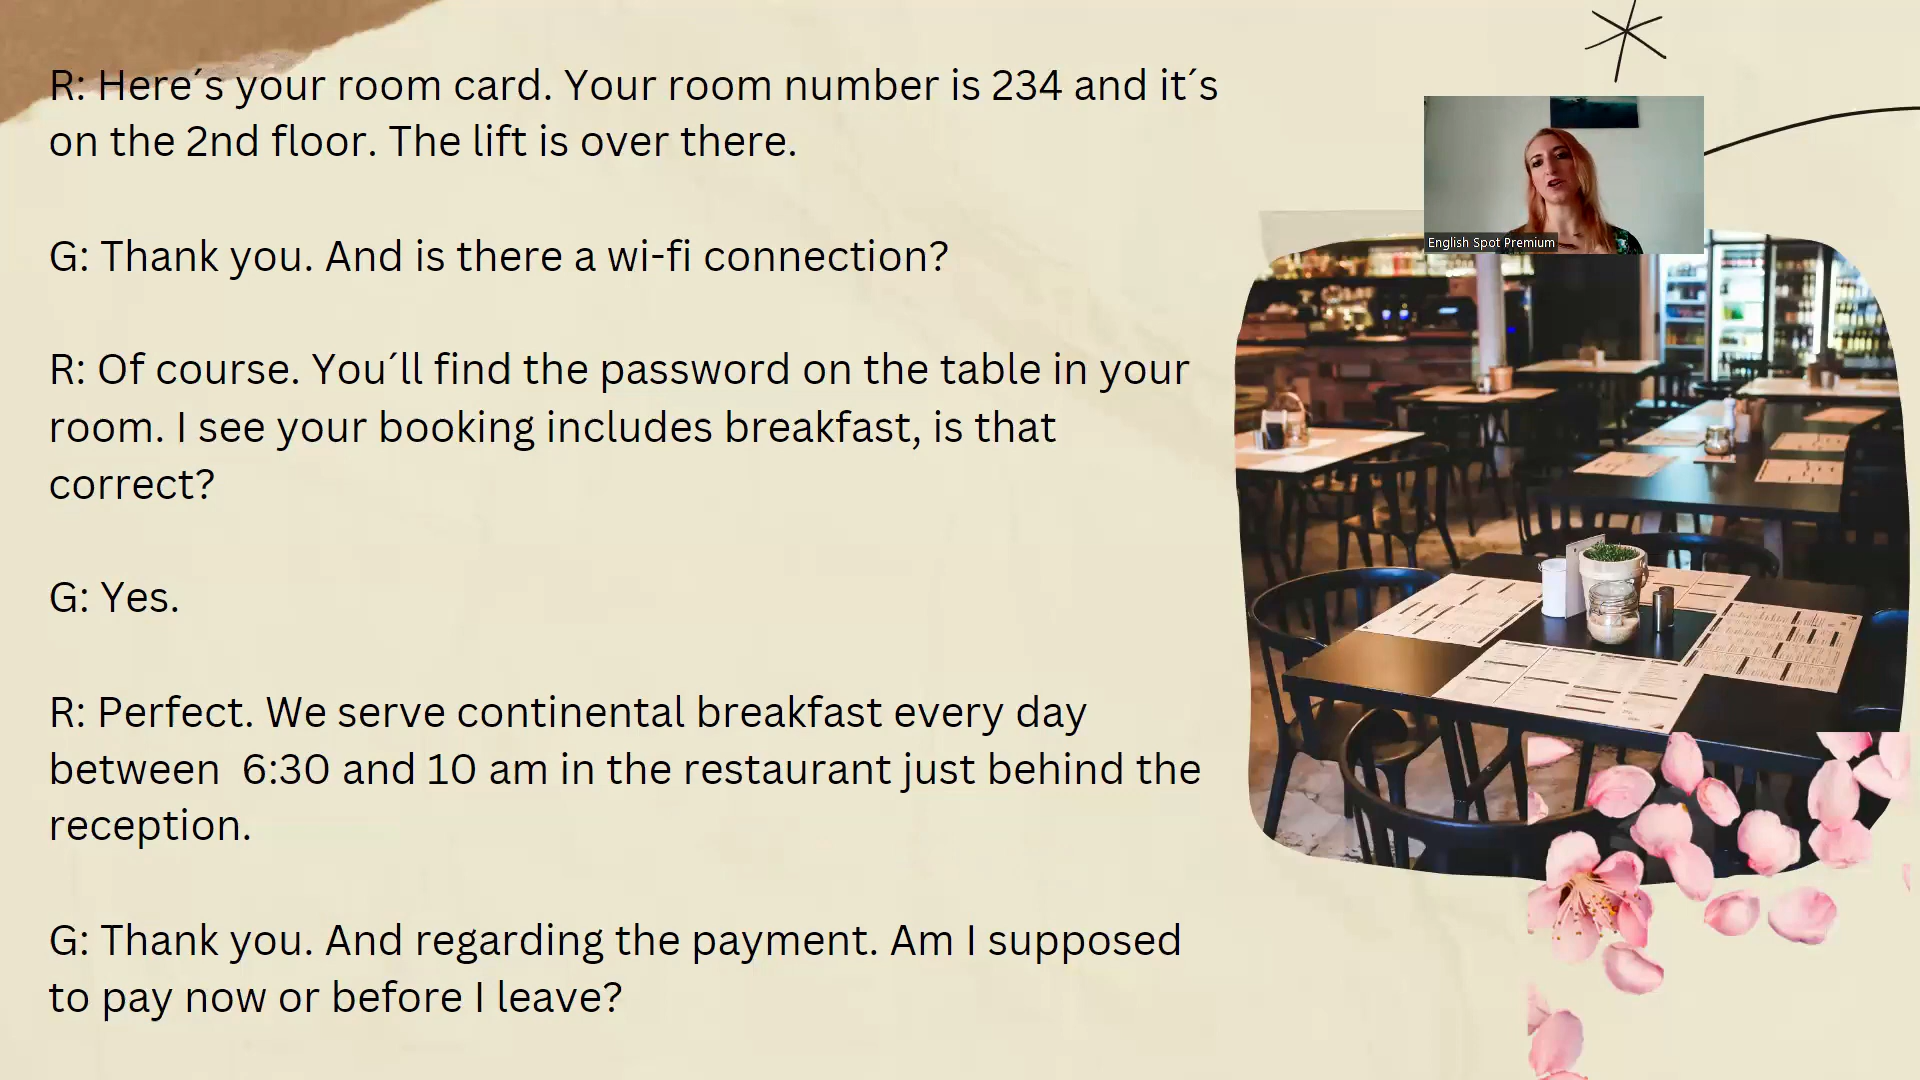 R: Here´s your room card. Your room number is 234 and it´s
on the 2nd floor. The lift is over there.
G: Thank you. And is there a wi-fi connection?
R: Of course. You´ll find the password on the table in your
room. I see your booking includes breakfast, is that
correct?
G: Yes.
R: Perfect. We serve continental breakfast every day
between  6:30 and 10 am in the restaurant just behind the
reception.
G: Thank you. And regarding the payment. Am I supposed
to pay now or before I leave?
English Spot Premium